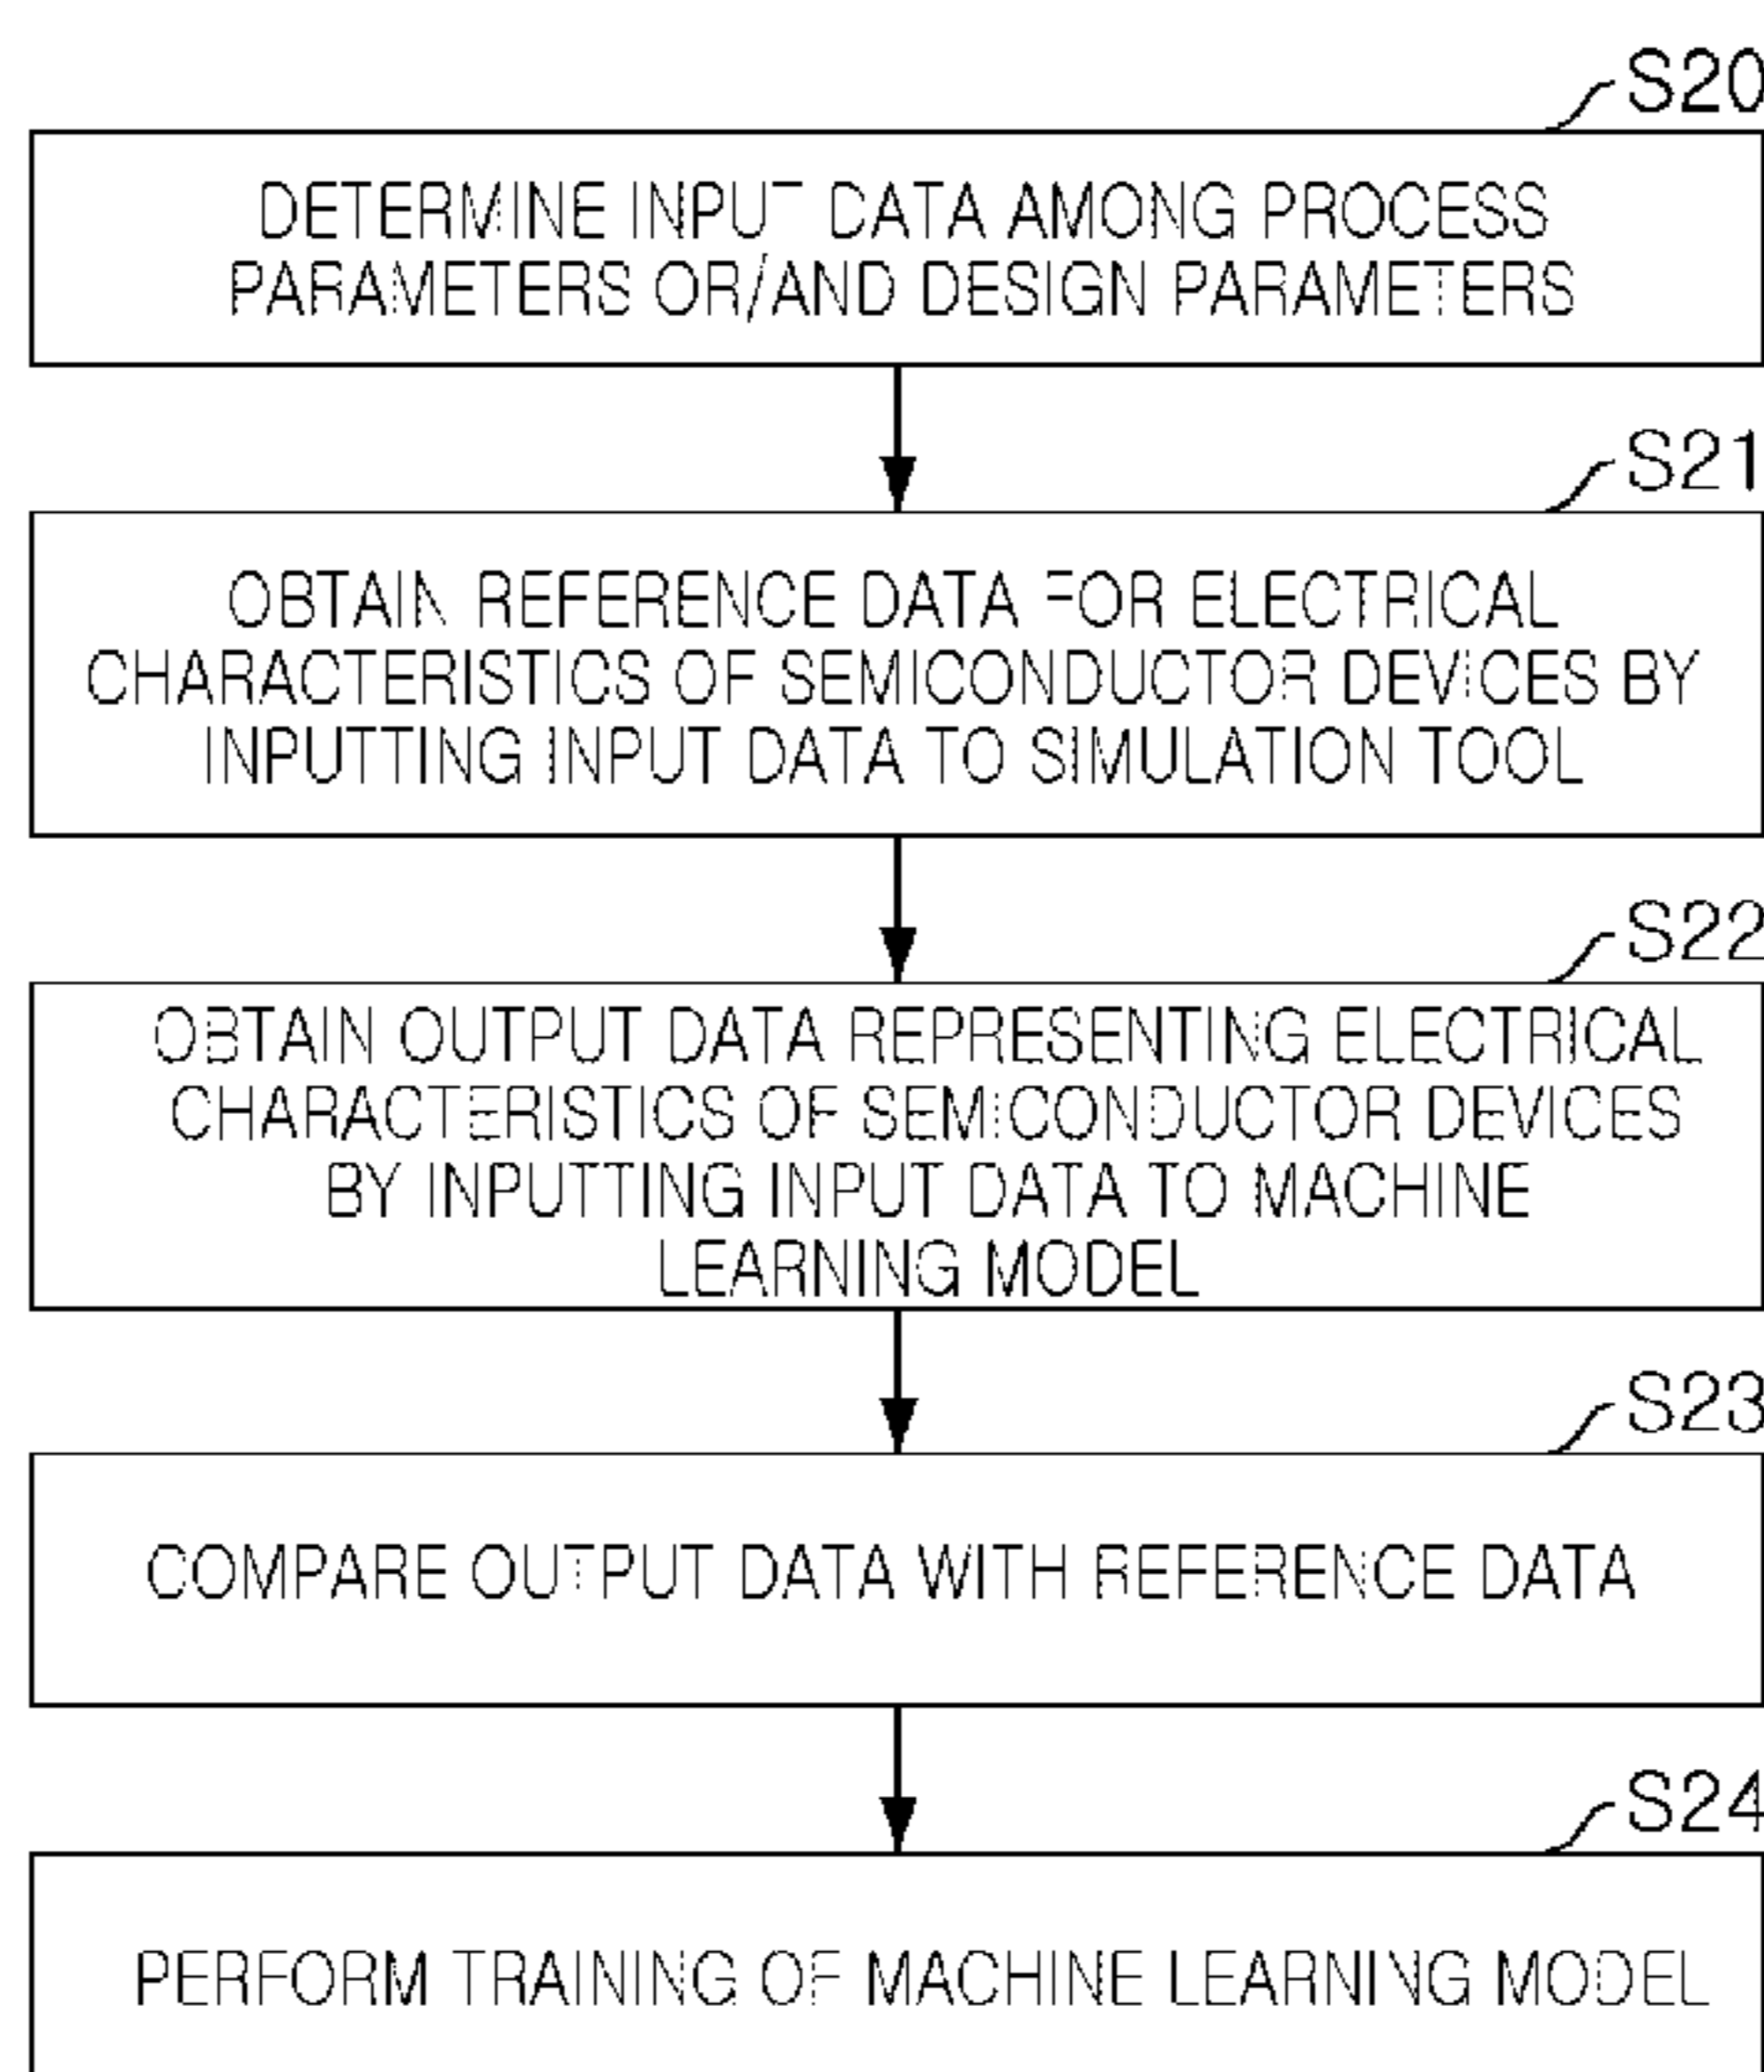 S20
DETERMINE INPUT DATA AMONG PROCESS
PARAMETERS OR/AND DESIGN PARAMETERS
S21
OBTAIN REFERENCE DATA FOR ELECTRICAL
CHARACTERISTICS OF SEMICONDUCTOR DEVICES BY
INPUTTING INPUT DATA TO SIMULATION TOOL
S22
OBTAIN OUTPUT DATA REPRESENTING ELECTRICAL
CHARACTERISTICS OF SEMICONDUCTOR DEVICES
BY INPUTTING INPUT DATA TO MACHINE
LEARNING MODEL
S23
COMPARE OUTPUT DATA WITH REFERENCE DATA
S24
PERFORM TRAINING OF MACHINE LEARNING MODEL